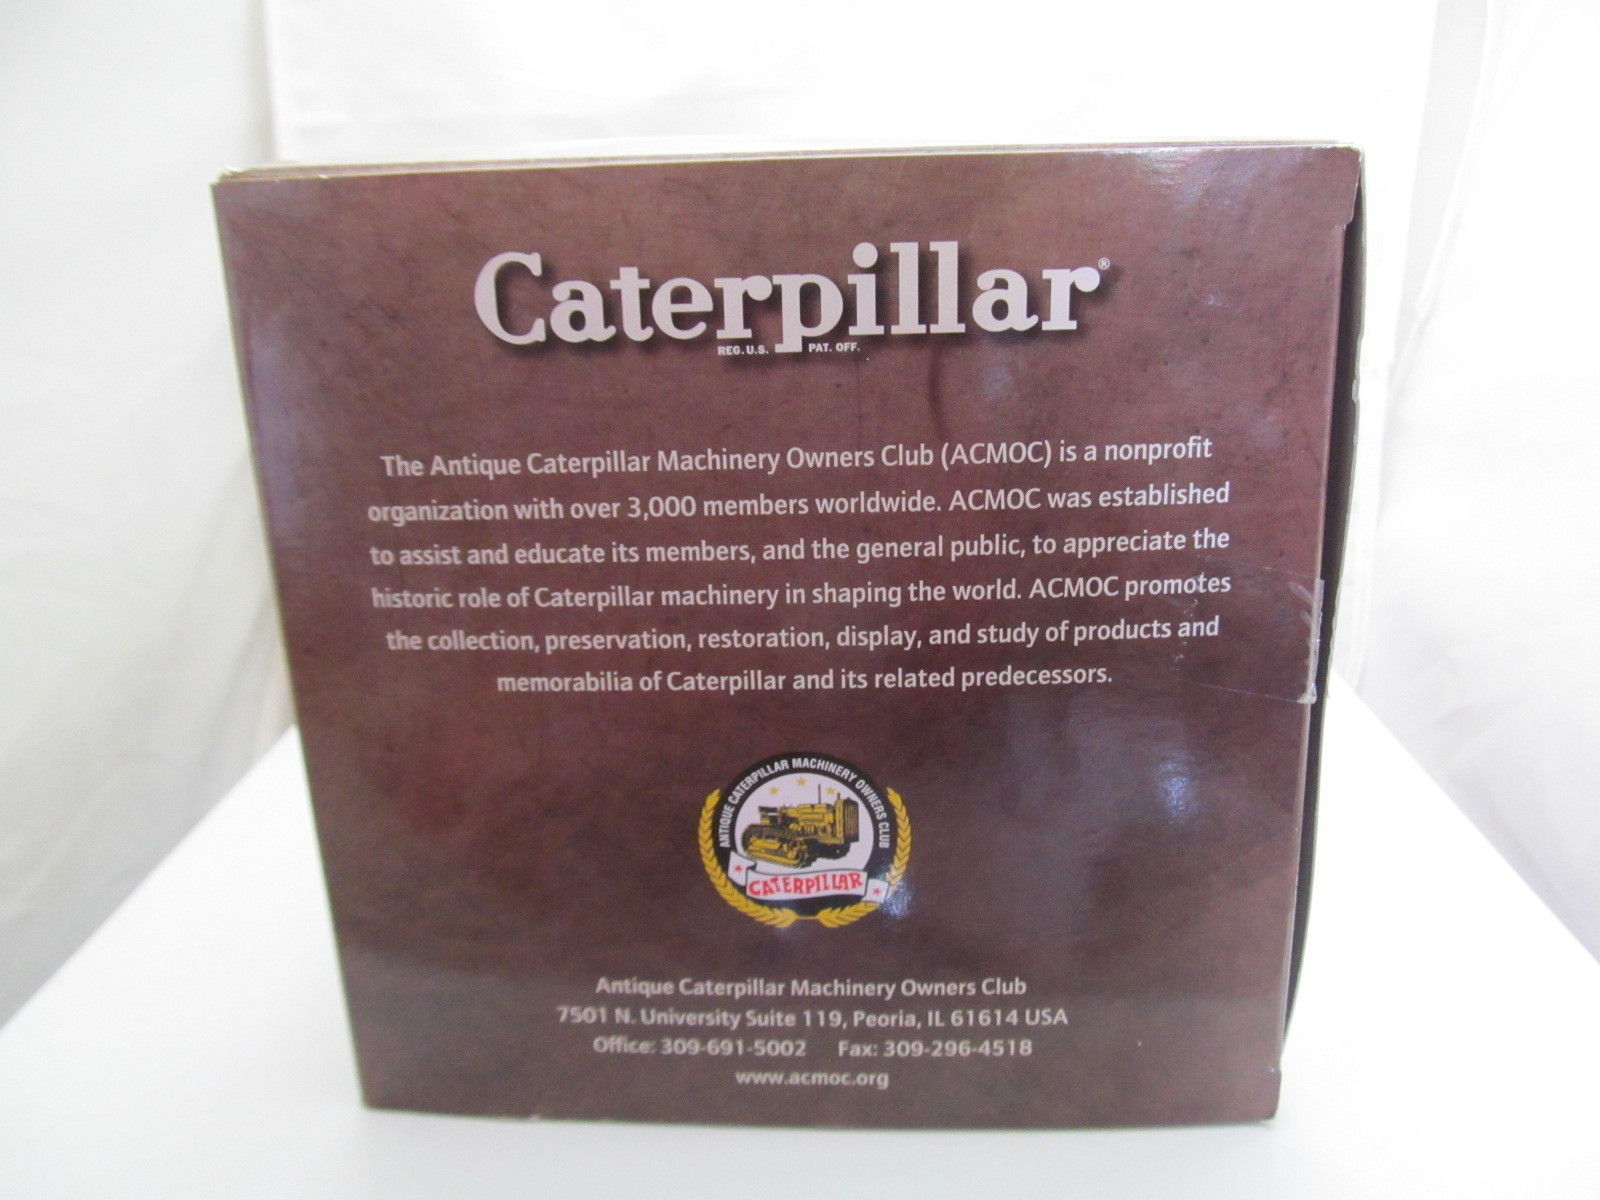 Caterpillar®
REG. U.S. PAT. OFF.
The Antique Caterpillar Machinery Owners Club (ACMOC) is a nonprofit
organization with over 3,000 members worldwide. ACMOC was established
to assist and educate its members, and the general public, to appreciate the
historic role of Caterpillar machinery in shaping the world. ACMOC promotes
the collection, preservation, restoration, display, and study of products and
memorabilia of Caterpillar and its related predecessors.
ANTIQUE CATERPILLAR MACHINERY OWNERS CLUB
CATERPILLAR
Antique Caterpillar Machinery Owners Club
7501 N. University Suite 119, Peoria, IL 61614 USA
Office: 309-691-5002 Fax: 309-296-4518
www.acmoc.org